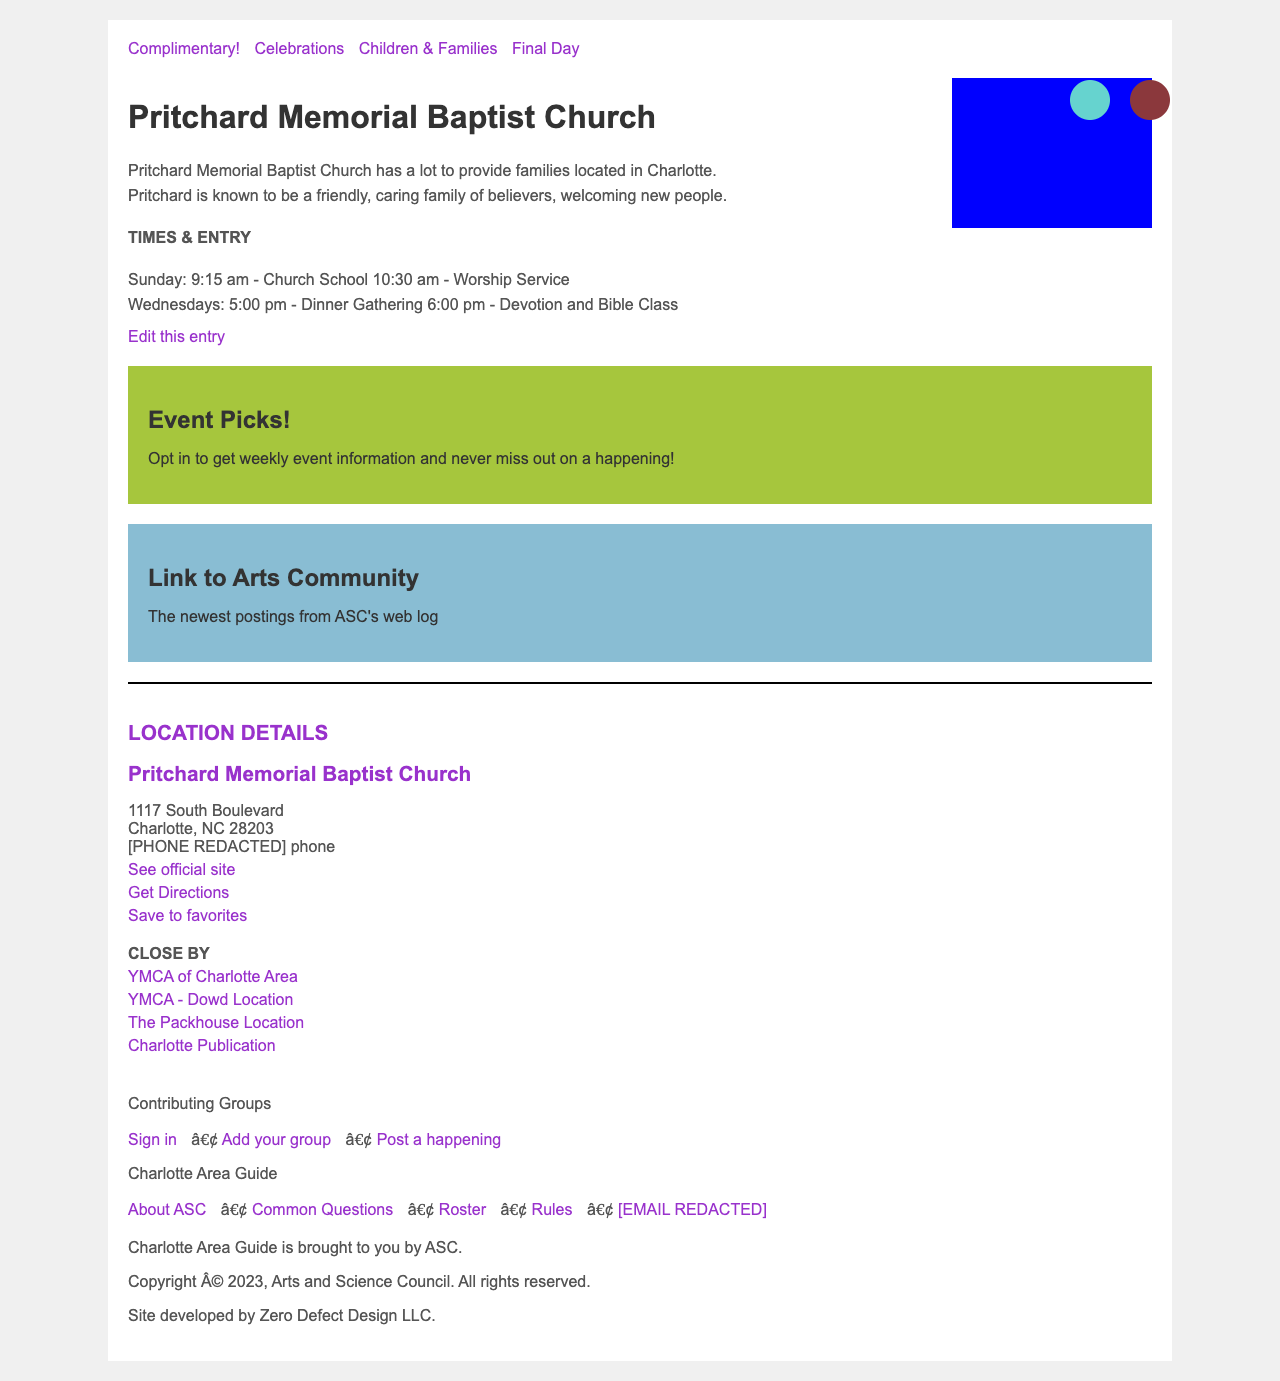 Complimentary! Celebrations Children & Families Final Day
Pritchard Memorial Baptist Church
Pritchard Memorial Baptist Church has a lot to provide families located in Charlotte.
Pritchard is known to be a friendly, caring family of believers, welcoming new people.
TIMES & ENTRY
Sunday: 9:15 am - Church School 10:30 am - Worship Service
Wednesdays: 5:00 pm - Dinner Gathering 6:00 pm - Devotion and Bible Class
Edit this entry
Event Picks!
Opt in to get weekly event information and never miss out on a happening!
Link to Arts Community
The newest postings from ASC's web log
LOCATION DETAILS
Pritchard Memorial Baptist Church
1117 South Boulevard
Charlotte, NC 28203
[PHONE REDACTED] phone
See official site
Get Directions
Save to favorites
CLOSE BY
YMCA of Charlotte Area
YMCA - Dowd Location
The Packhouse Location
Charlotte Publication
Contributing Groups
Sign in â€¢ Add your group â€¢ Post a happening
Charlotte Area Guide
About ASC â€¢ Common Questions â€¢ Roster â€¢ Rules â€¢ [EMAIL REDACTED]
Charlotte Area Guide is brought to you by ASC.
Copyright Â© 2023, Arts and Science Council. All rights reserved.
Site developed by Zero Defect Design LLC.